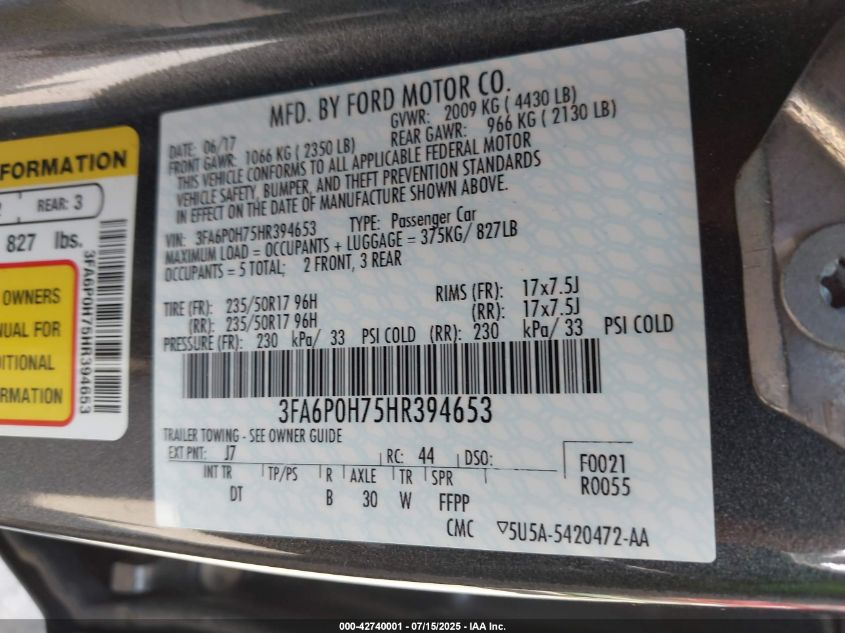 MFD. BY FORD MOTOR CO.
DATE: 06/17 GVWR: 2009 KG ( 4430 LB)
FRONT GAWR: 1066 KG ( 2350 LB) REAR GAWR: 966 KG ( 2130 LB)
THIS VEHICLE CONFORMS TO ALL APPLICABLE FEDERAL MOTOR
VEHICLE SAFETY, BUMPER, AND THEFT PREVENTION STANDARDS
IN EFFECT ON THE DATE OF MANUFACTURE SHOWN ABOVE.
VIN: 3FA6P0H75HR394653 TYPE: Passenger Car
MAXIMUM LOAD = OCCUPANTS + LUGGAGE = 375KG/ 827LB
OCCUPANTS = 5 TOTAL; 2 FRONT, 3 REAR
TIRE (FR): 235/50R17 96H RIMS (FR): 17x7.5J
(RR): 235/50R17 96H (RR): 17x7.5J
PRESSURE (FR): 230 kPa/ 33 PSI COLD (RR): 230 kPa/ 33 PSI COLD
3FA6P0H75HR394653
TRAILER TOWING - SEE OWNER GUIDE
EXT PNT: J7 RC: 44 DSO: F0021
INT TR TP/PS R AXLE TR SPR R0055
DT B 30 W FFPP
CMC ▽5U5A-5420472-AA
FORMATION
2 REAR: 3
827 lbs.
OWNERS
NUAL FOR
DITIONAL
ORMATION
3FA6P0H75HR394653
000-42740001 - 07/15/2025 - IAA Inc.